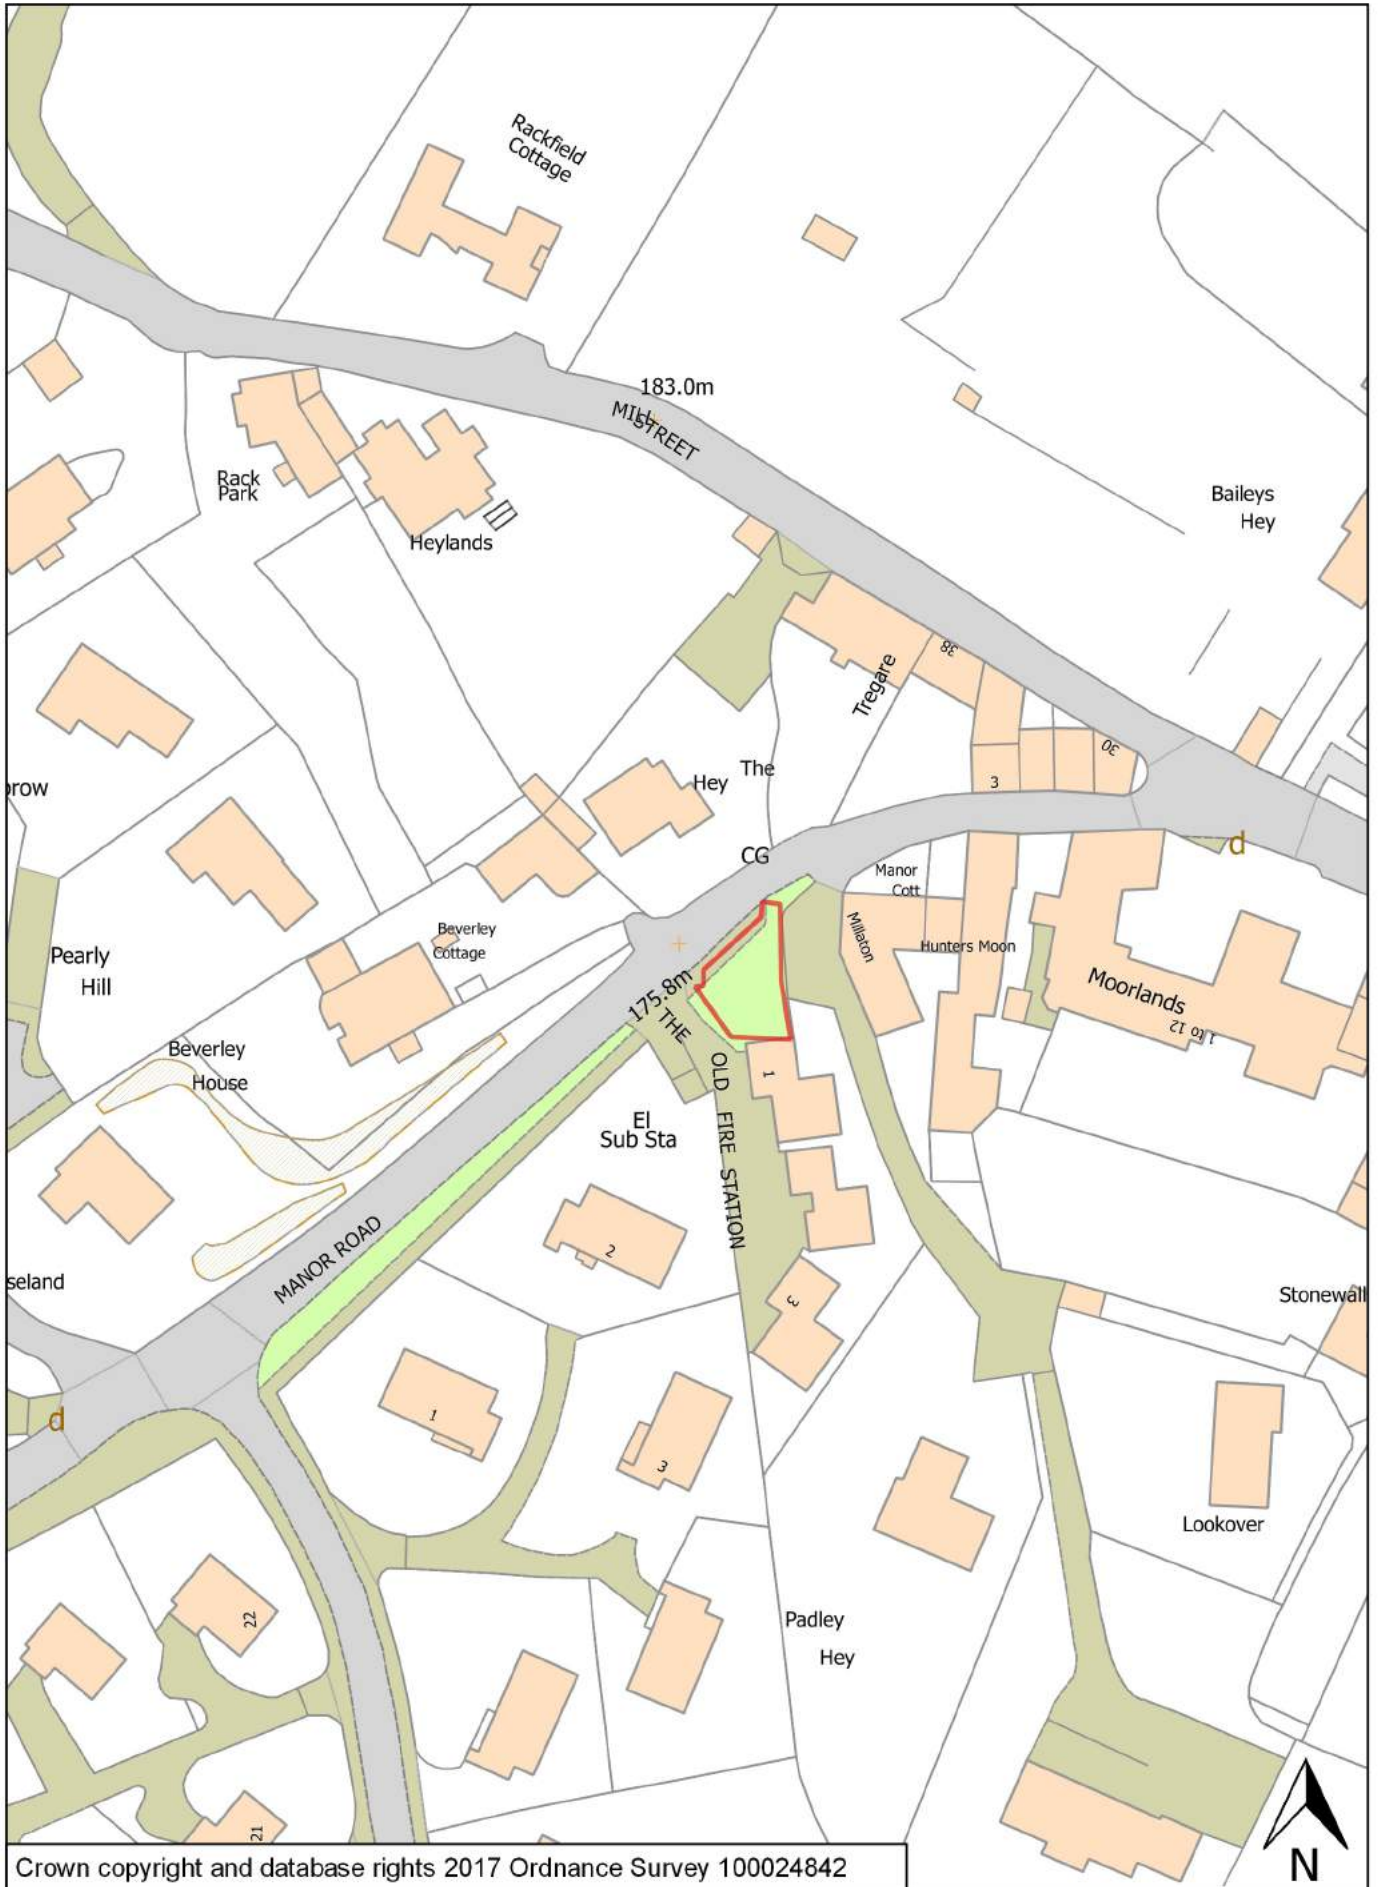 Rackfield
Cottage
183.0m
MILL
STREET
Rack
Park
Heylands
Baileys
Hey
38
Tregare
30
3
The
Hey
row
CG
d
Manor
Cott
Millaton
Hunters Moon
Beverley
Cottage
Pearly
Hill
Moorlands
1 to 12
175.8m
THE
OLD FIRE STATION
1
Beverley
House
El
Sub Sta
2
MANOR ROAD
seland
3
Stonewall
d
1
3
Lookover
22
Padley
Hey
21
N
Crown copyright and database rights 2017 Ordnance Survey 100024842